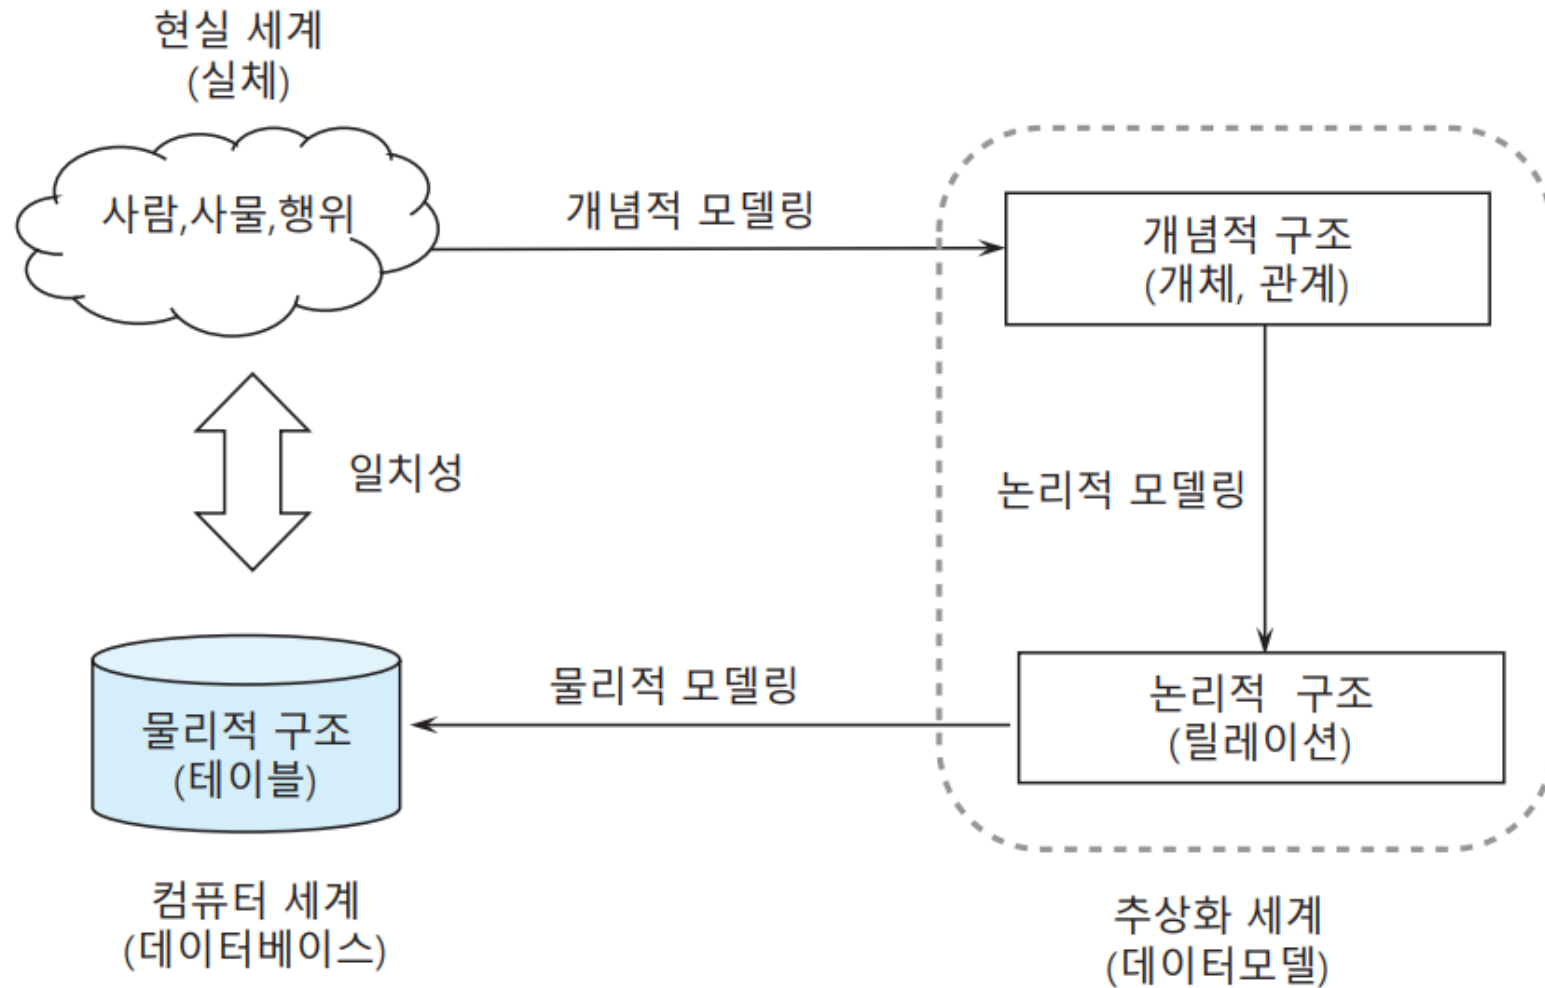 현실 세계
(실체)
사람,사물,행위
개념적 모델링
개념적 구조
(개체, 관계)
일치성
논리적 모델링
물리적 모델링
논리적 구조
(릴레이션)
물리적 구조
(테이블)
컴퓨터 세계
(데이터베이스)
추상화 세계
(데이터모델)